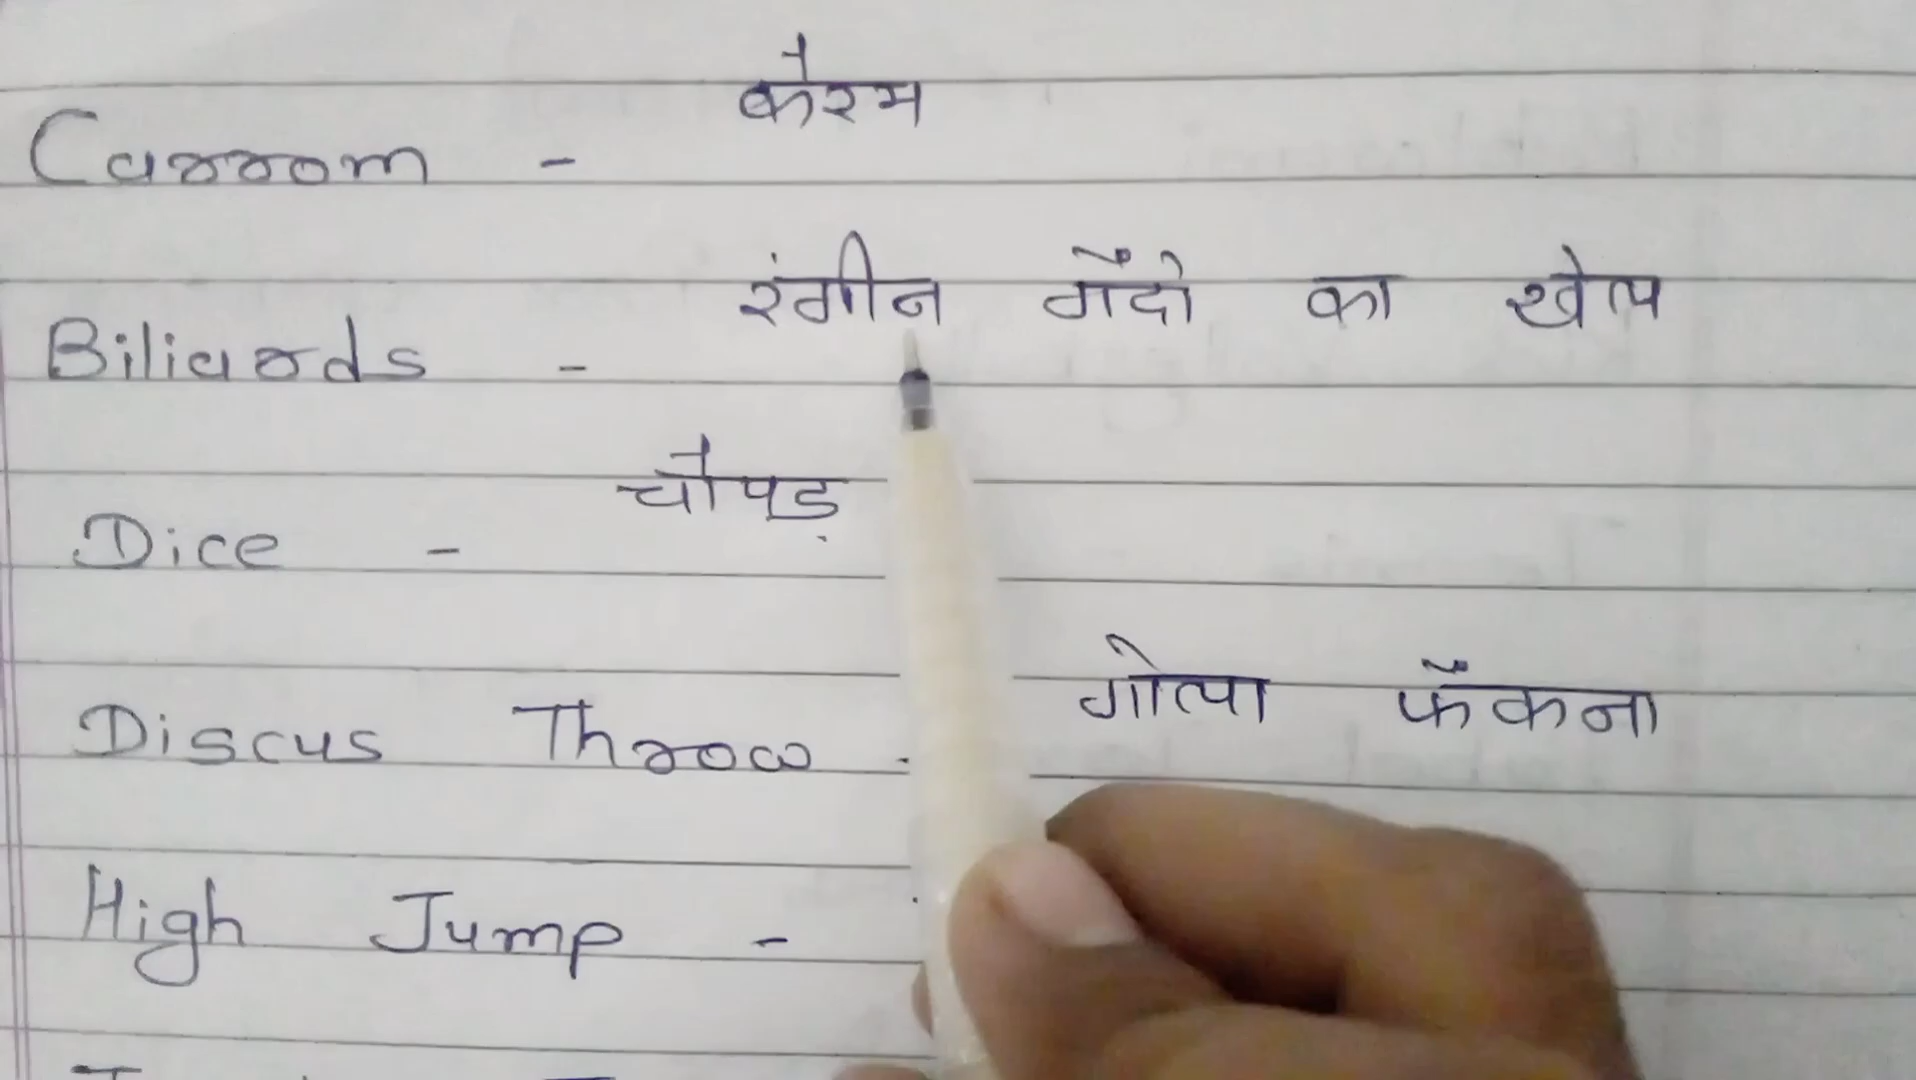 Carrom - कैरम
Biliards - रंगीन गेंदों का खेल
Dice - चौपड़
Discus Throw - गोला फेंकना
High Jump -